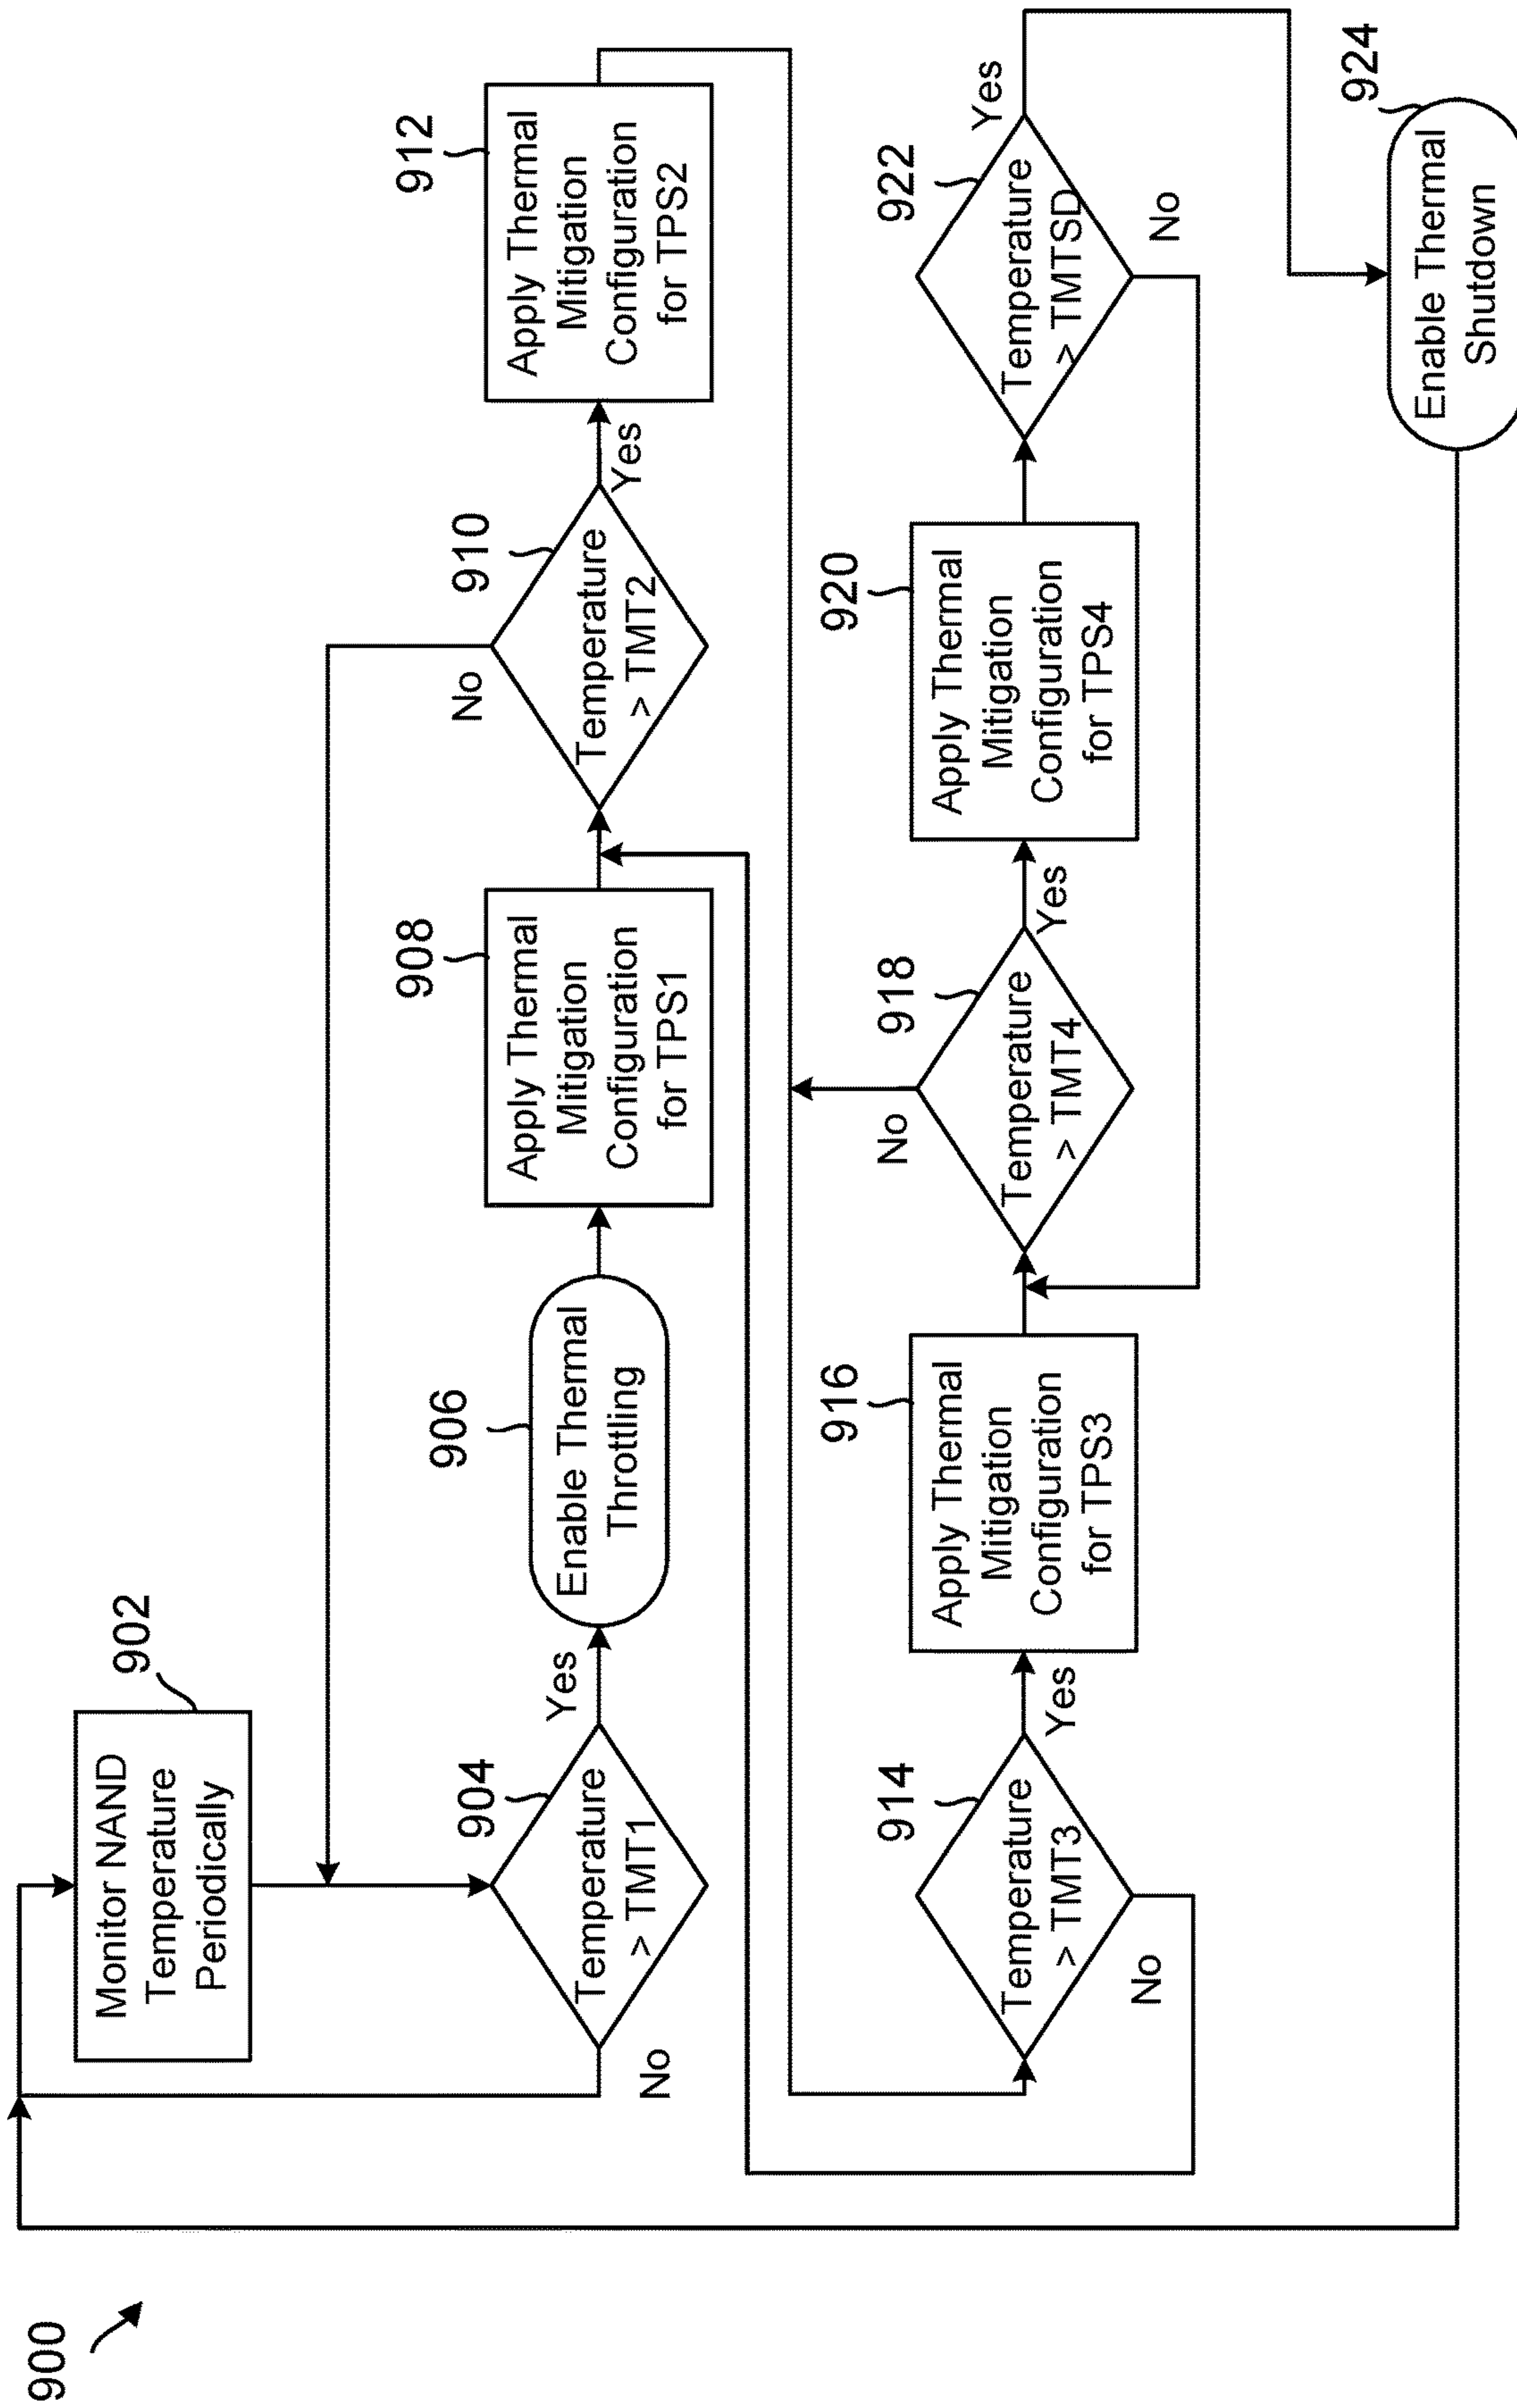 900
902
Monitor NAND
Temperature
Periodically
904
Temperature
> TMT1
No
Yes
906
Enable Thermal
Throttling
908
Apply Thermal
Mitigation
Configuration
for TPS1
910
Temperature
> TMT2
No
Yes
912
Apply Thermal
Mitigation
Configuration
for TPS2
914
Temperature
> TMT3
No
Yes
916
Apply Thermal
Mitigation
Configuration
for TPS3
918
Temperature
> TMT4
No
Yes
920
Apply Thermal
Mitigation
Configuration
for TPS4
922
Temperature
> TMTSD
Yes
No
924
Enable Thermal
Shutdown